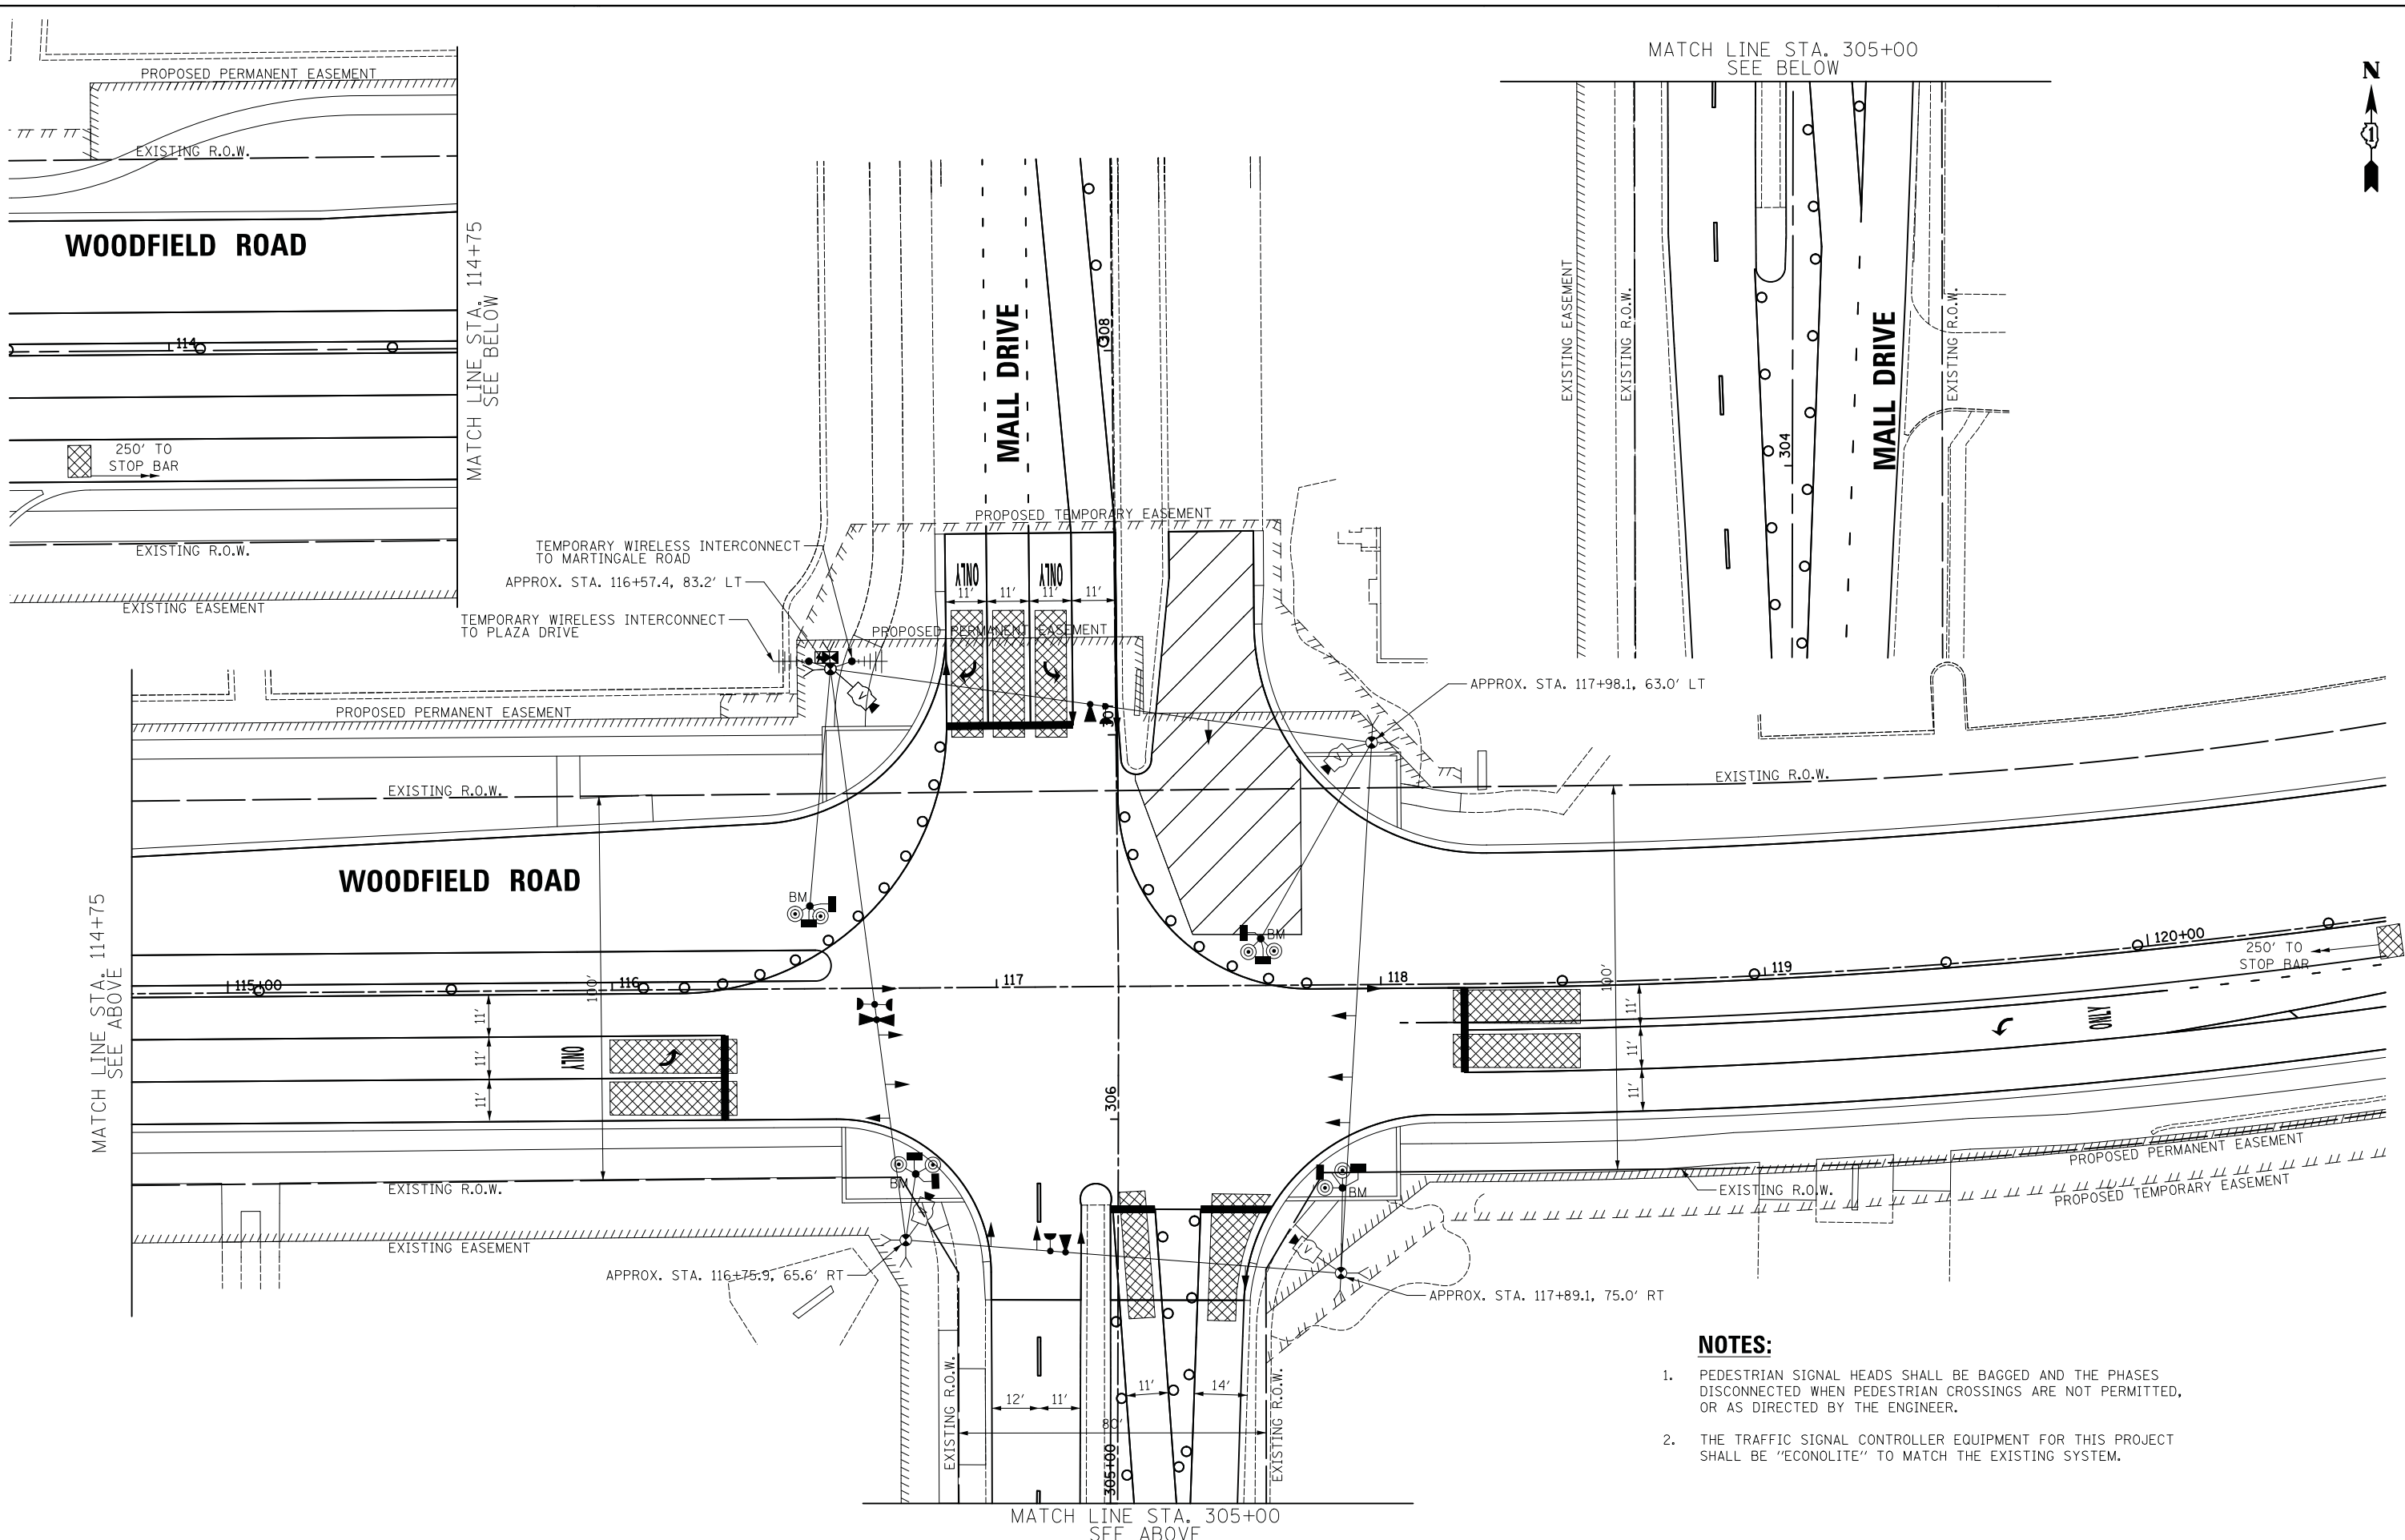 PROPOSED PERMANENT EASEMENT
EXISTING R.O.W.
WOODFIELD ROAD
114
MATCH LINE STA. 114+75
SEE BELOW
250' TO
STOP BAR
EXISTING R.O.W.
EXISTING EASEMENT
MATCH LINE STA. 305+00
SEE BELOW
N
1
EXISTING EASEMENT
EXISTING R.O.W.
304
MALL DRIVE
EXISTING R.O.W.
308
MALL DRIVE
PROPOSED TEMPORARY EASEMENT
TEMPORARY WIRELESS INTERCONNECT
TO MARTINGALE ROAD
APPROX. STA. 116+57.4, 83.2' LT
TEMPORARY WIRELESS INTERCONNECT
TO PLAZA DRIVE
ONLY
ONLY
11'
11'
11'
11'
PROPOSED PERMANENT EASEMENT
V
307
APPROX. STA. 117+98.1, 63.0' LT
V
PROPOSED PERMANENT EASEMENT
EXISTING R.O.W.
EXISTING R.O.W.
WOODFIELD ROAD
BM
BM
MATCH LINE STA. 114+75
SEE ABOVE
115+00
116
117
118
119
120+00
100'
100'
250' TO
STOP BAR
11'
11'
11'
ONLY
11'
11'
11'
ONLY
306
BM
BM
V
V
EXISTING R.O.W.
EXISTING EASEMENT
EXISTING R.O.W.
PROPOSED PERMANENT EASEMENT
PROPOSED TEMPORARY EASEMENT
APPROX. STA. 116+75.9, 65.6' RT
APPROX. STA. 117+89.1, 75.0' RT
12'
11'
11'
14'
80'
EXISTING R.O.W.
305+00
EXISTING R.O.W.
MATCH LINE STA. 305+00
SEE ABOVE
NOTES:
1. PEDESTRIAN SIGNAL HEADS SHALL BE BAGGED AND THE PHASES
DISCONNECTED WHEN PEDESTRIAN CROSSINGS ARE NOT PERMITTED,
OR AS DIRECTED BY THE ENGINEER.
2. THE TRAFFIC SIGNAL CONTROLLER EQUIPMENT FOR THIS PROJECT
SHALL BE "ECONOLITE" TO MATCH THE EXISTING SYSTEM.